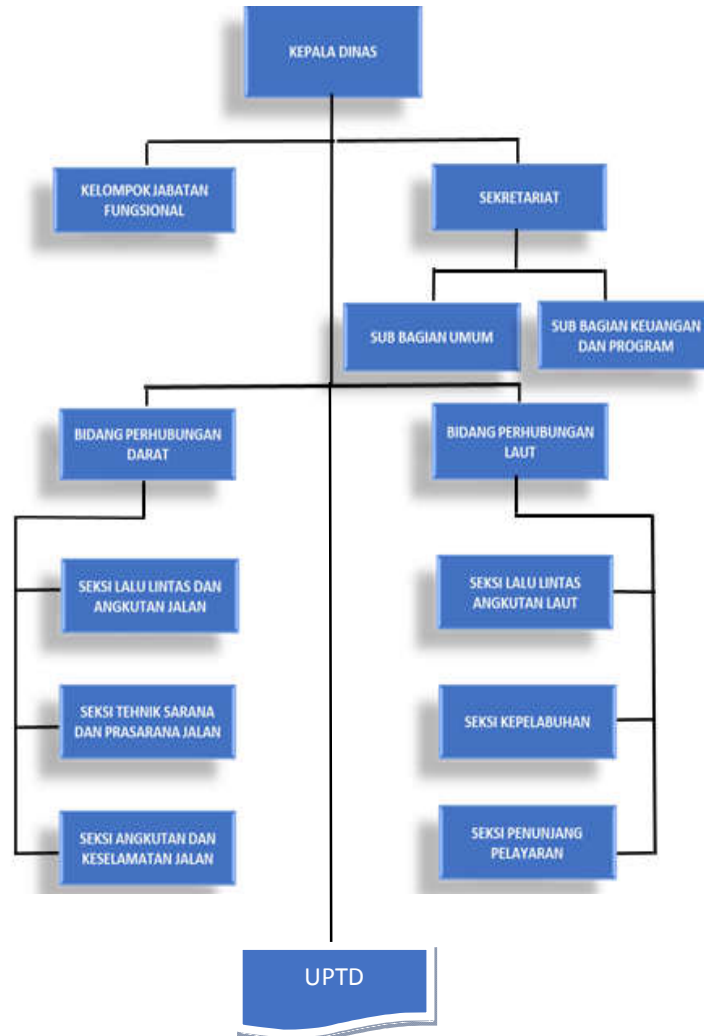 KEPALA DINAS
KELOMPOK JABATAN
FUNGSIONAL
SEKRETARIAT
SUB BAGIAN UMUM
SUB BAGIAN KEUANGAN
DAN PROGRAM
BIDANG PERHUBUNGAN
DARAT
BIDANG PERHUBUNGAN
LAUT
SEKSI LALU LINTAS DAN
ANGKUTAN JALAN
SEKSI LALU LINTAS
ANGKUTAN LAUT
SEKSI TEHNIK SARANA
DAN PRASARANA JALAN
SEKSI KEPELABUHAN
SEKSI ANGKUTAN DAN
KESELAMATAN JALAN
SEKSI PENUNJANG
PELAYARAN
UPTD